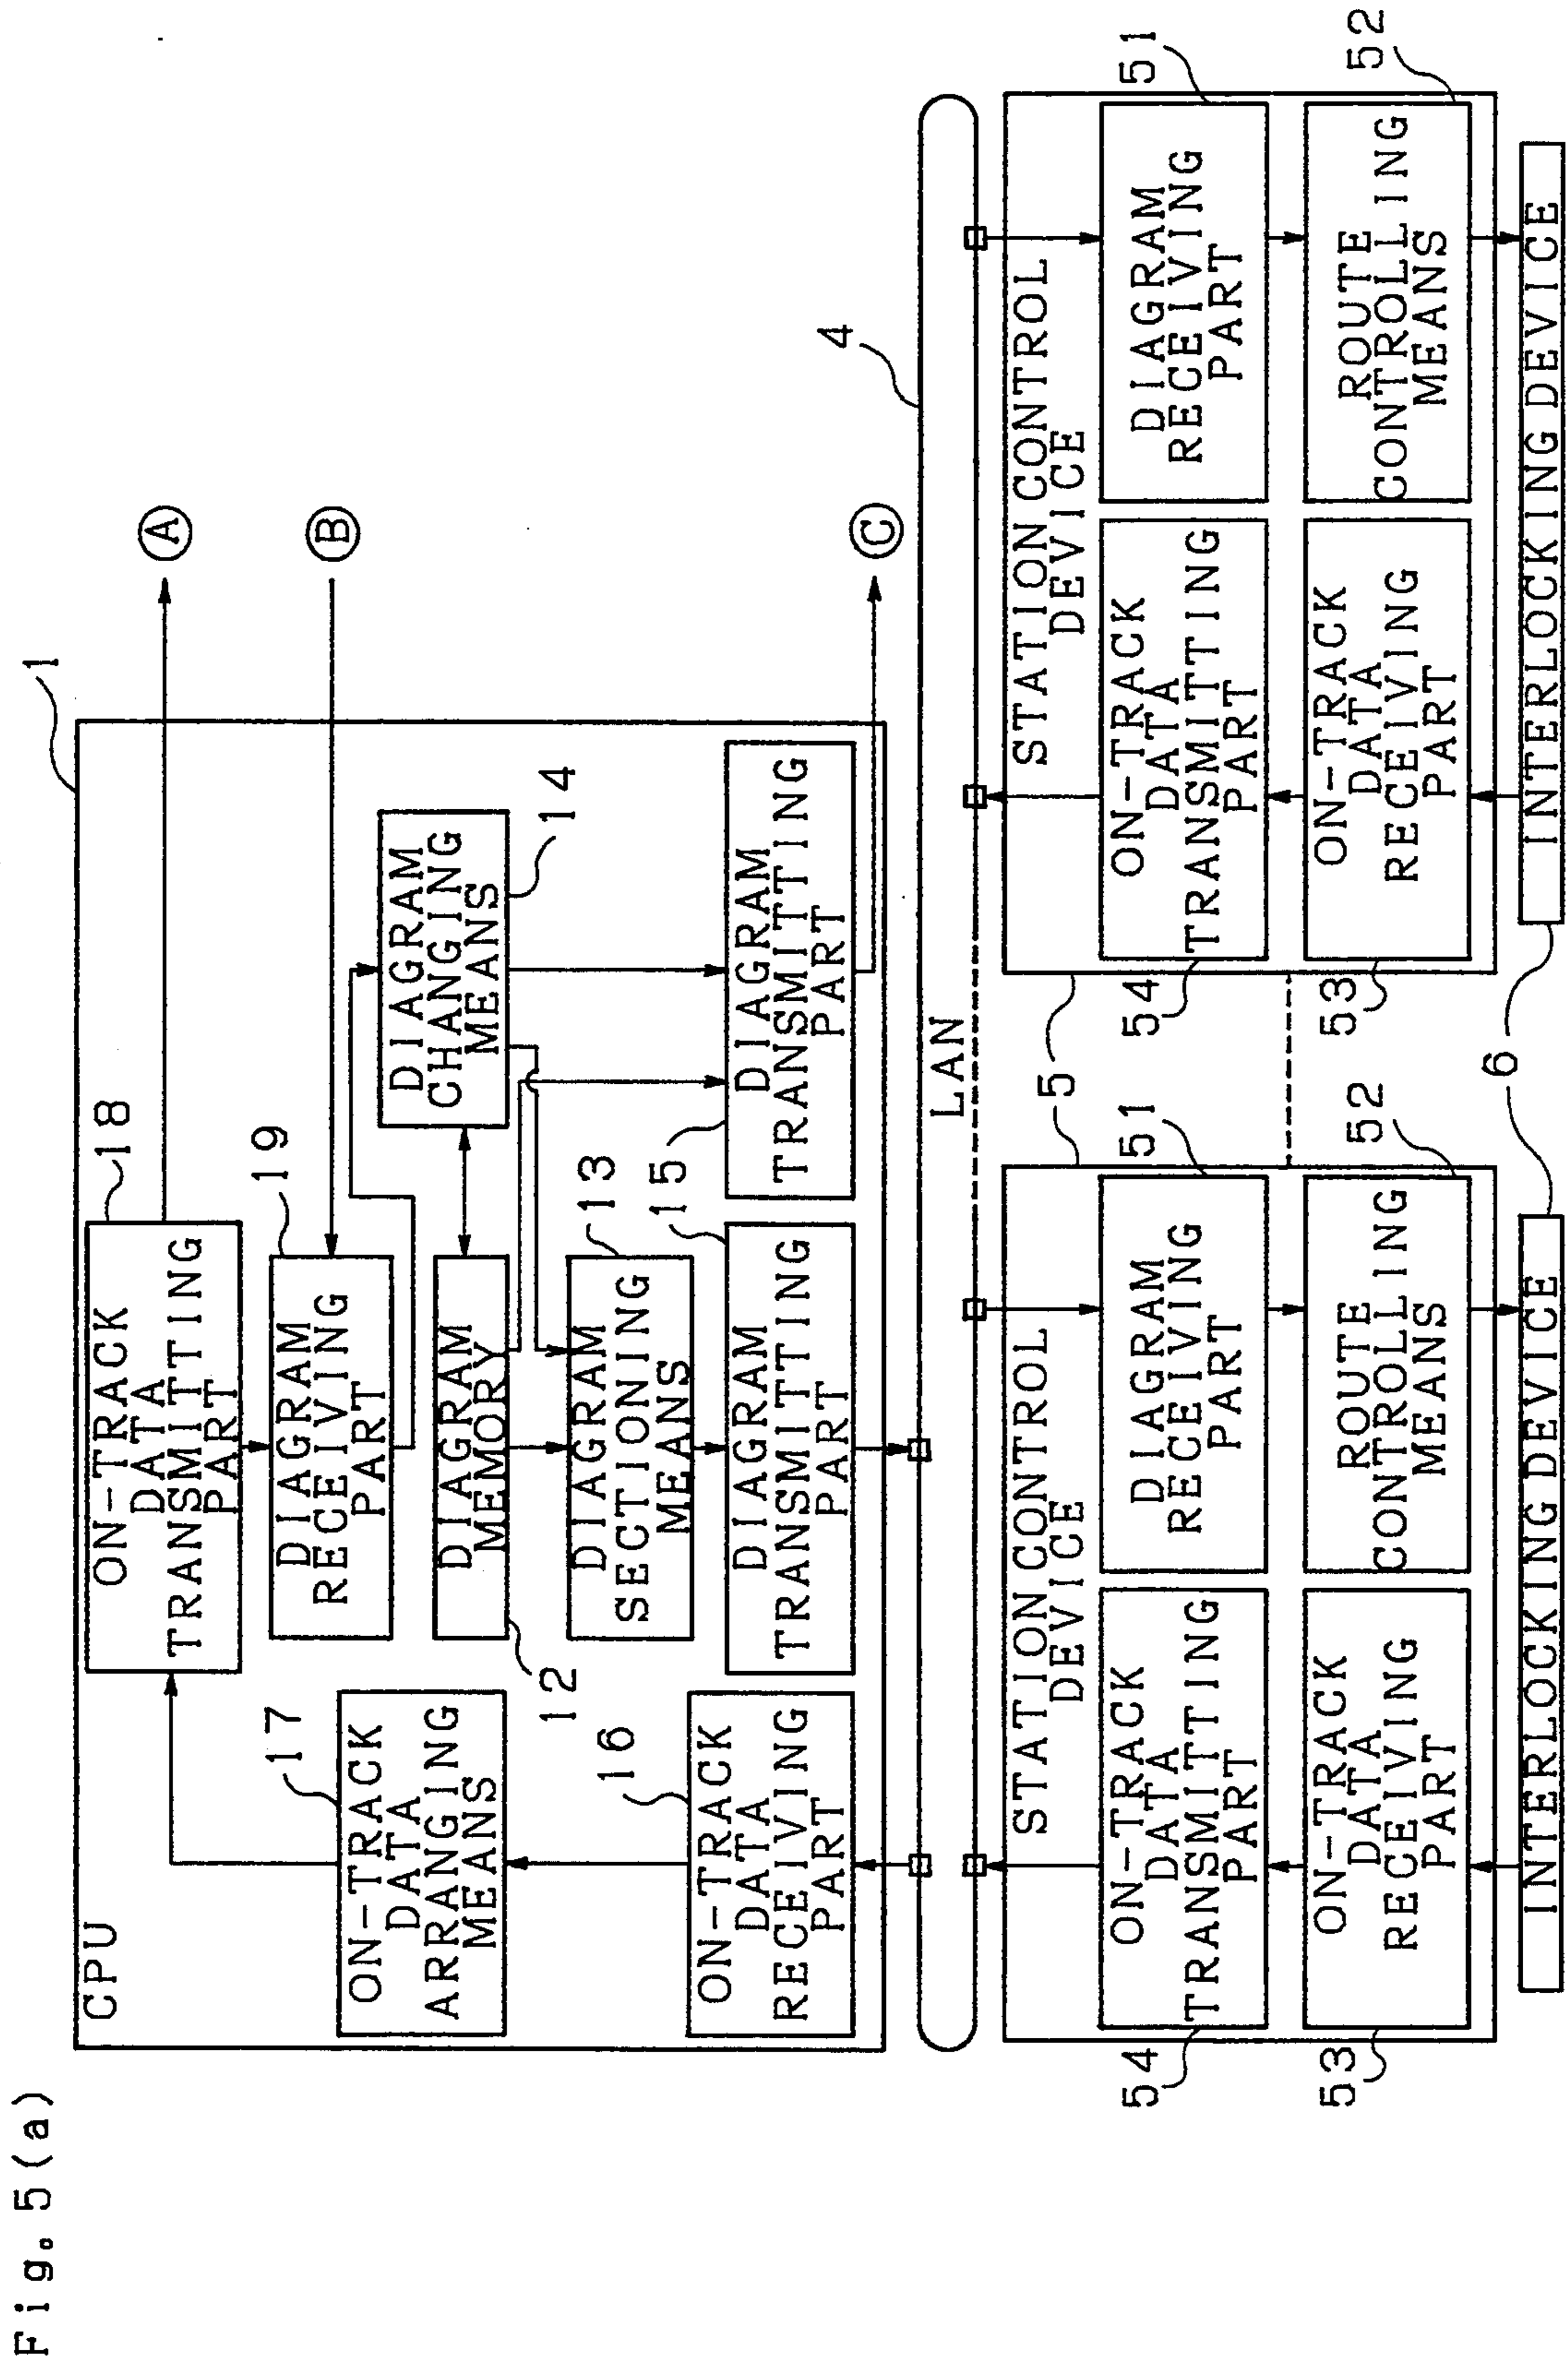 Fig. 5(a)
CPU
1
ON-TRACK
DATA
TRANSMITTING
PART
18
A
DIAGRAM
RECEIVING
PART
19
B
ON-TRACK
DATA
ARRANGING
MEANS
17
DIAGRAM
MEMORY
12
DIAGRAM
CHANGING
MEANS
14
DIAGRAM
SECTIONING
MEANS
13
ON-TRACK
DATA
RECEIVING
PART
16
DIAGRAM
TRANSMITTING
PART
15
DIAGRAM
TRANSMITTING
PART
C
LAN
4
STATION CONTROL
DEVICE
5
ON-TRACK
DATA
TRANSMITTING
PART
54
DIAGRAM
RECEIVING
PART
51
ON-TRACK
DATA
RECEIVING
PART
53
ROUTE
CONTROLLING
MEANS
52
INTERLOCKING DEVICE
6
STATION CONTROL
DEVICE
ON-TRACK
DATA
TRANSMITTING
PART
54
DIAGRAM
RECEIVING
PART
51
ON-TRACK
DATA
RECEIVING
PART
53
ROUTE
CONTROLLING
MEANS
52
INTERLOCKING DEVICE